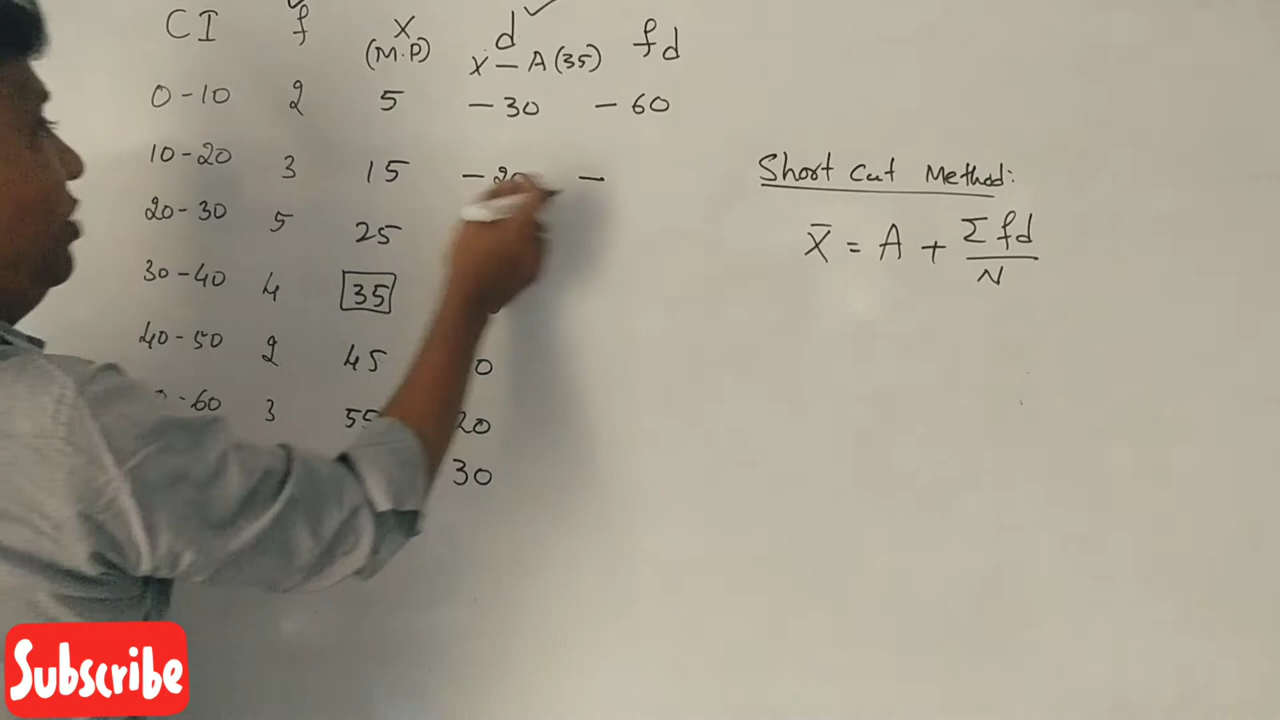 CI f X d fd
(M.P) X - A (35)
0-10 2 5 -30 -60
10-20 3 15 -20 -
20-30 5 25
30-40 4 35
40-50 2 45 0
-60 3 55 20
30
Short Cut Method:
X̄ = A + Σfd/N
Subscribe